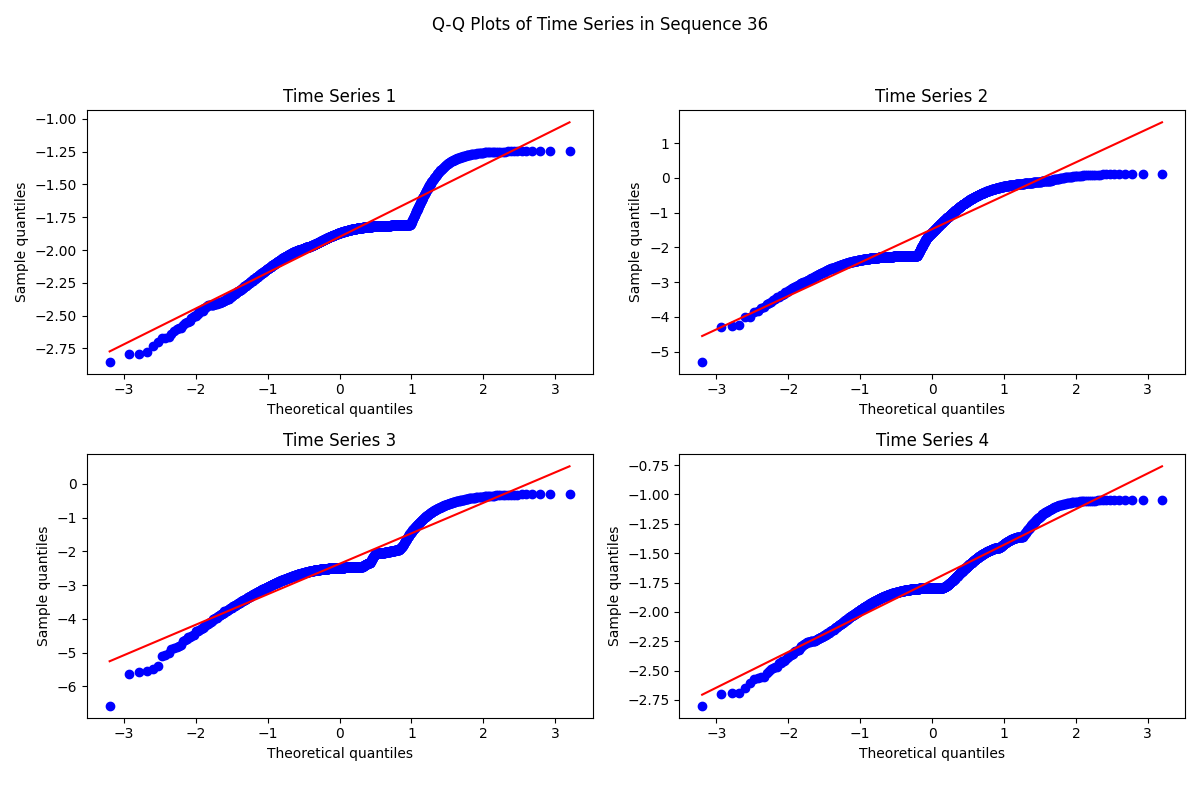 Q-Q Plots of Time Series in Sequence 36
Time Series 1
−1.00
−1.25
−1.50
−1.75
−2.00
−2.25
−2.50
−2.75
Sample quantiles
−3 −2 −1 0 1 2 3
Theoretical quantiles
Time Series 2
1
0
−1
−2
−3
−4
−5
Sample quantiles
−3 −2 −1 0 1 2 3
Theoretical quantiles
Time Series 3
0
−1
−2
−3
−4
−5
−6
Sample quantiles
−3 −2 −1 0 1 2 3
Theoretical quantiles
Time Series 4
−0.75
−1.00
−1.25
−1.50
−1.75
−2.00
−2.25
−2.50
−2.75
Sample quantiles
−3 −2 −1 0 1 2 3
Theoretical quantiles